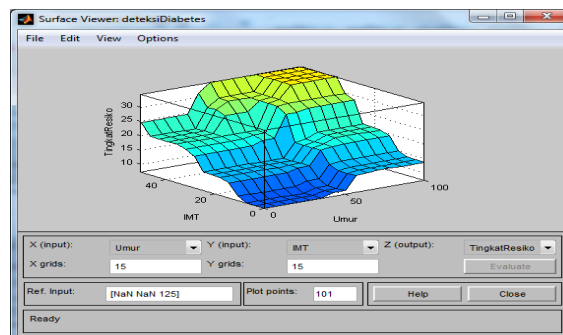 Surface Viewer: deteksiDiabetes
File Edit View Options
TingkatResiko
30
25
20
15
10
40
20
0
IMT
0
50
100
Umur
X (input): Umur Y (input): IMT Z (output): TingkatResiko
X grids: 15 Y grids: 15 Evaluate
Ref. Input: [NaN NaN 125] Plot points: 101 Help Close
Ready